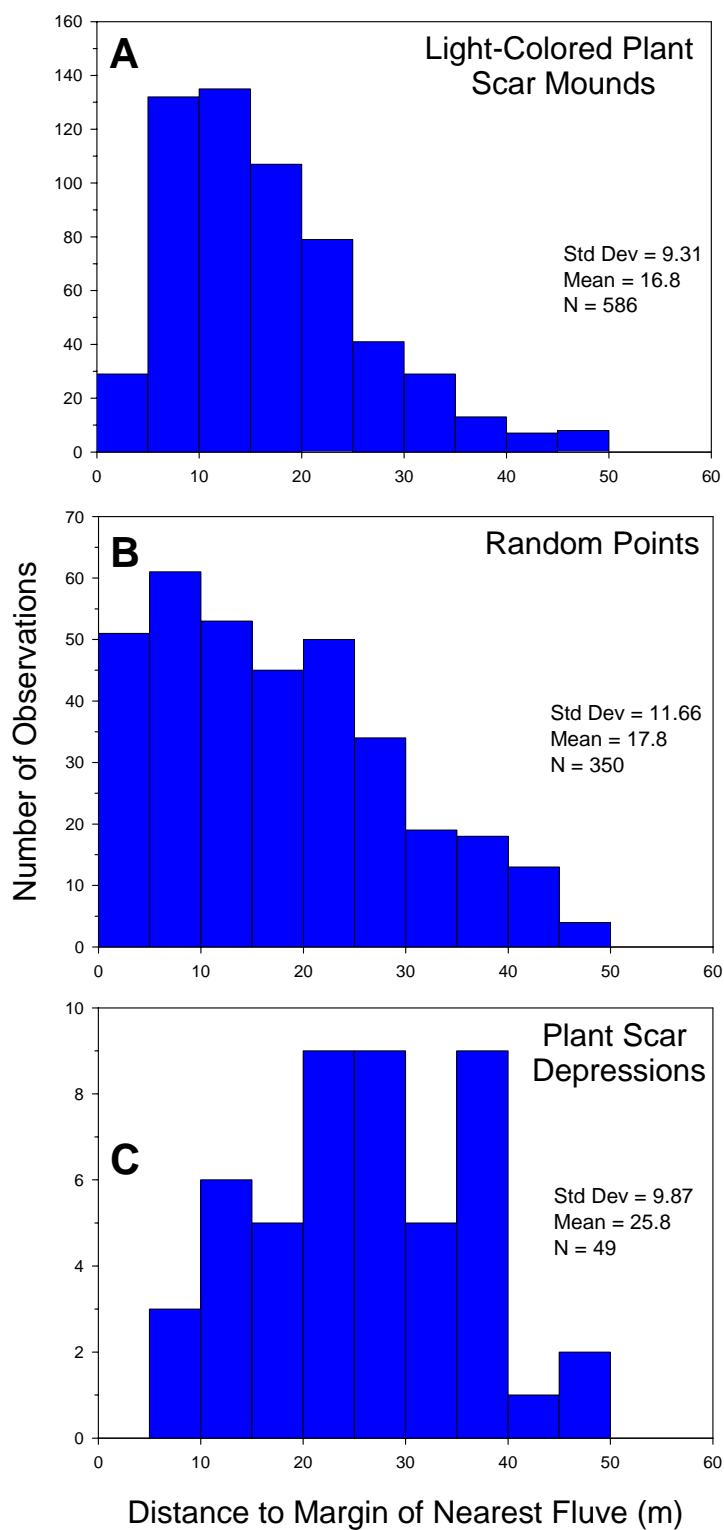 A
Light-Colored Plant
Scar Mounds
160
140
120
100
80
60
40
20
0
Std Dev = 9.31
Mean = 16.8
N = 586
0 10 20 30 40 50 60
Number of Observations
B
Random Points
70
60
50
40
30
20
10
0
Std Dev = 11.66
Mean = 17.8
N = 350
0 10 20 30 40 50 60
C
Plant Scar
Depressions
10
8
6
4
2
0
Std Dev = 9.87
Mean = 25.8
N = 49
0 10 20 30 40 50 60
Distance to Margin of Nearest Fluve (m)